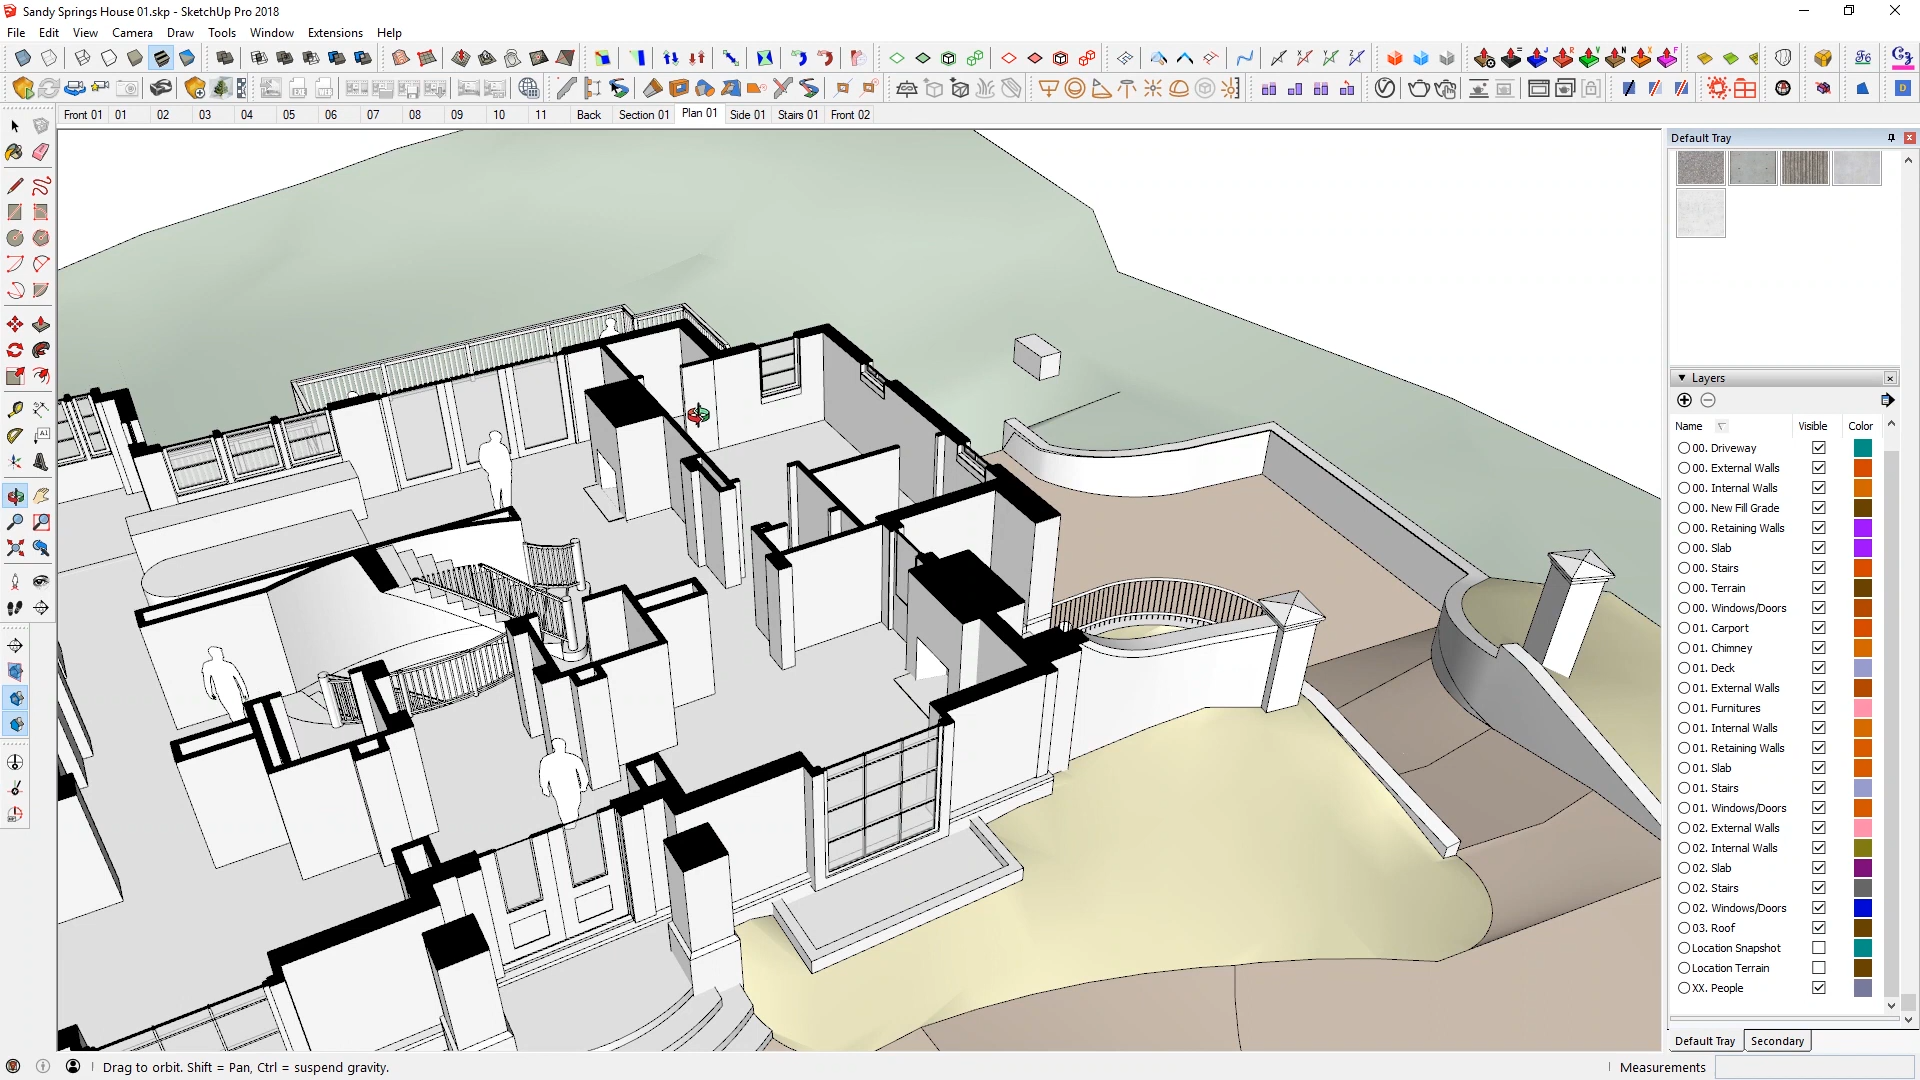 Sandy Springs House 01.skp - SketchUp Pro 2018
File Edit View Camera Draw Tools Window Extensions Help
Front 01 01 02 03 04 05 06 07 08 09 10 11 Back Section 01 Plan 01 Side 01 Stairs 01 Front 02
Default Tray
Layers
Name Visible Color
00. Driveway
00. External Walls
00. Internal Walls
00. New Fill Grade
00. Retaining Walls
00. Slab
00. Stairs
00. Terrain
00. Windows/Doors
01. Carport
01. Chimney
01. Deck
01. External Walls
01. Furnitures
01. Internal Walls
01. Retaining Walls
01. Slab
01. Stairs
01. Windows/Doors
02. External Walls
02. Internal Walls
02. Slab
02. Stairs
02. Windows/Doors
03. Roof
Location Snapshot
Location Terrain
XX. People
Default Tray Secondary
Drag to orbit. Shift = Pan, Ctrl = suspend gravity.
Measurements